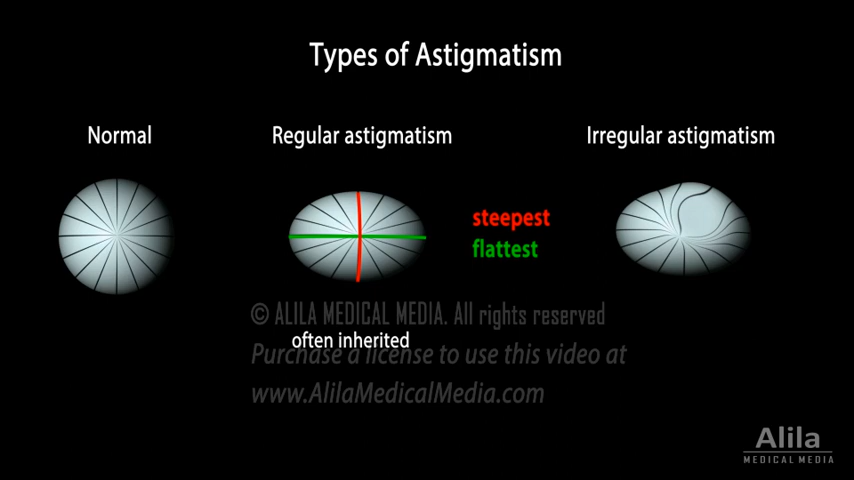 Types of Astigmatism
Normal
Regular astigmatism
Irregular astigmatism
steepest
flattest
© ALILA MEDICAL MEDIA. All rights reserved
often inherited
Purchase a license to use this video at
www.AlilaMedicalMedia.com
Alila
MEDICAL MEDIA